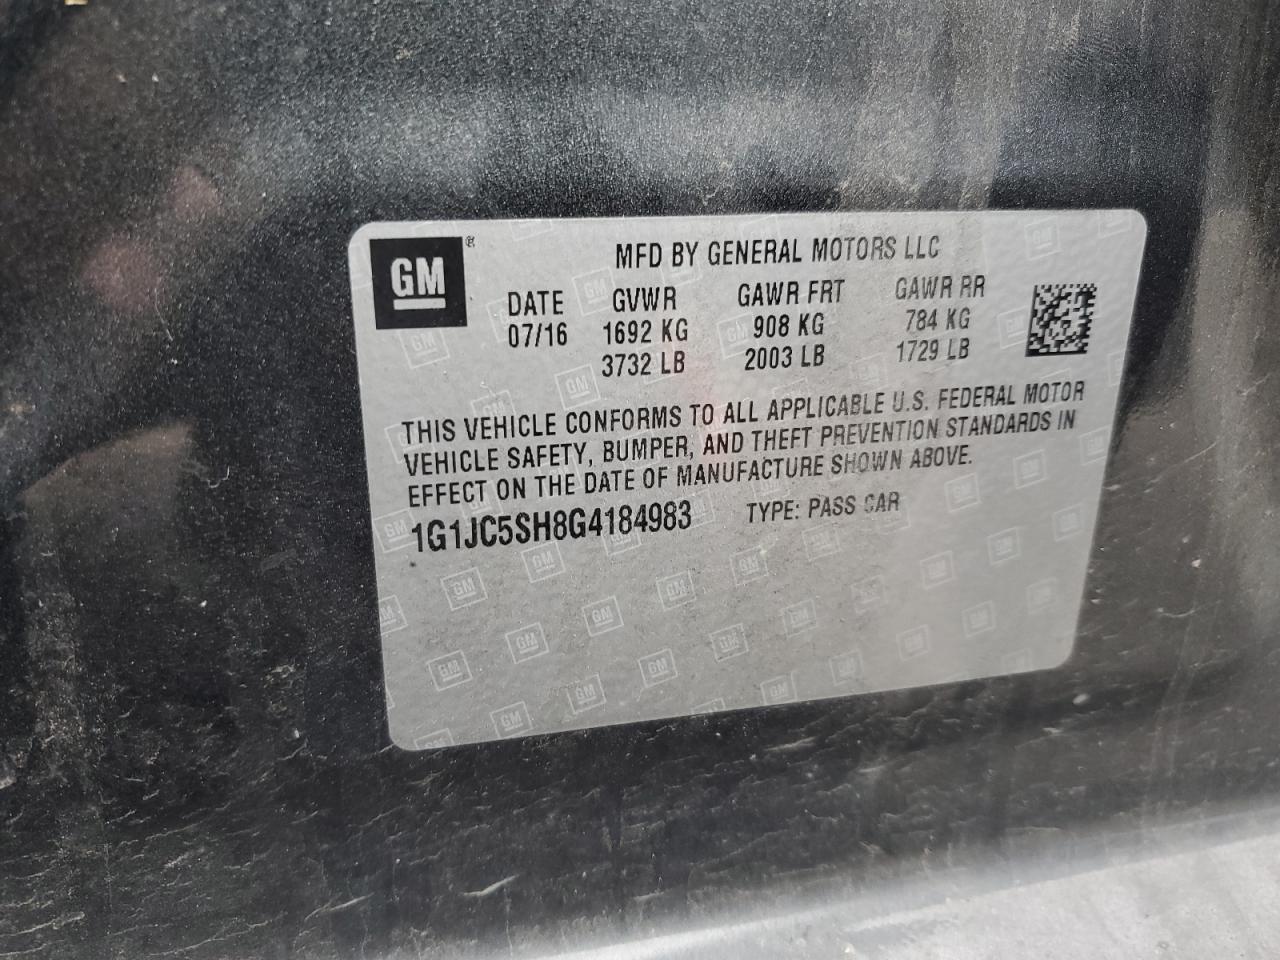 GM ®
MFD BY GENERAL MOTORS LLC
DATE GVWR GAWR FRT GAWR RR
07/16 1692 KG 908 KG 784 KG
3732 LB 2003 LB 1729 LB
THIS VEHICLE CONFORMS TO ALL APPLICABLE U.S. FEDERAL MOTOR
VEHICLE SAFETY, BUMPER, AND THEFT PREVENTION STANDARDS IN
EFFECT ON THE DATE OF MANUFACTURE SHOWN ABOVE.
1G1JC5SH8G4184983 TYPE: PASS CAR